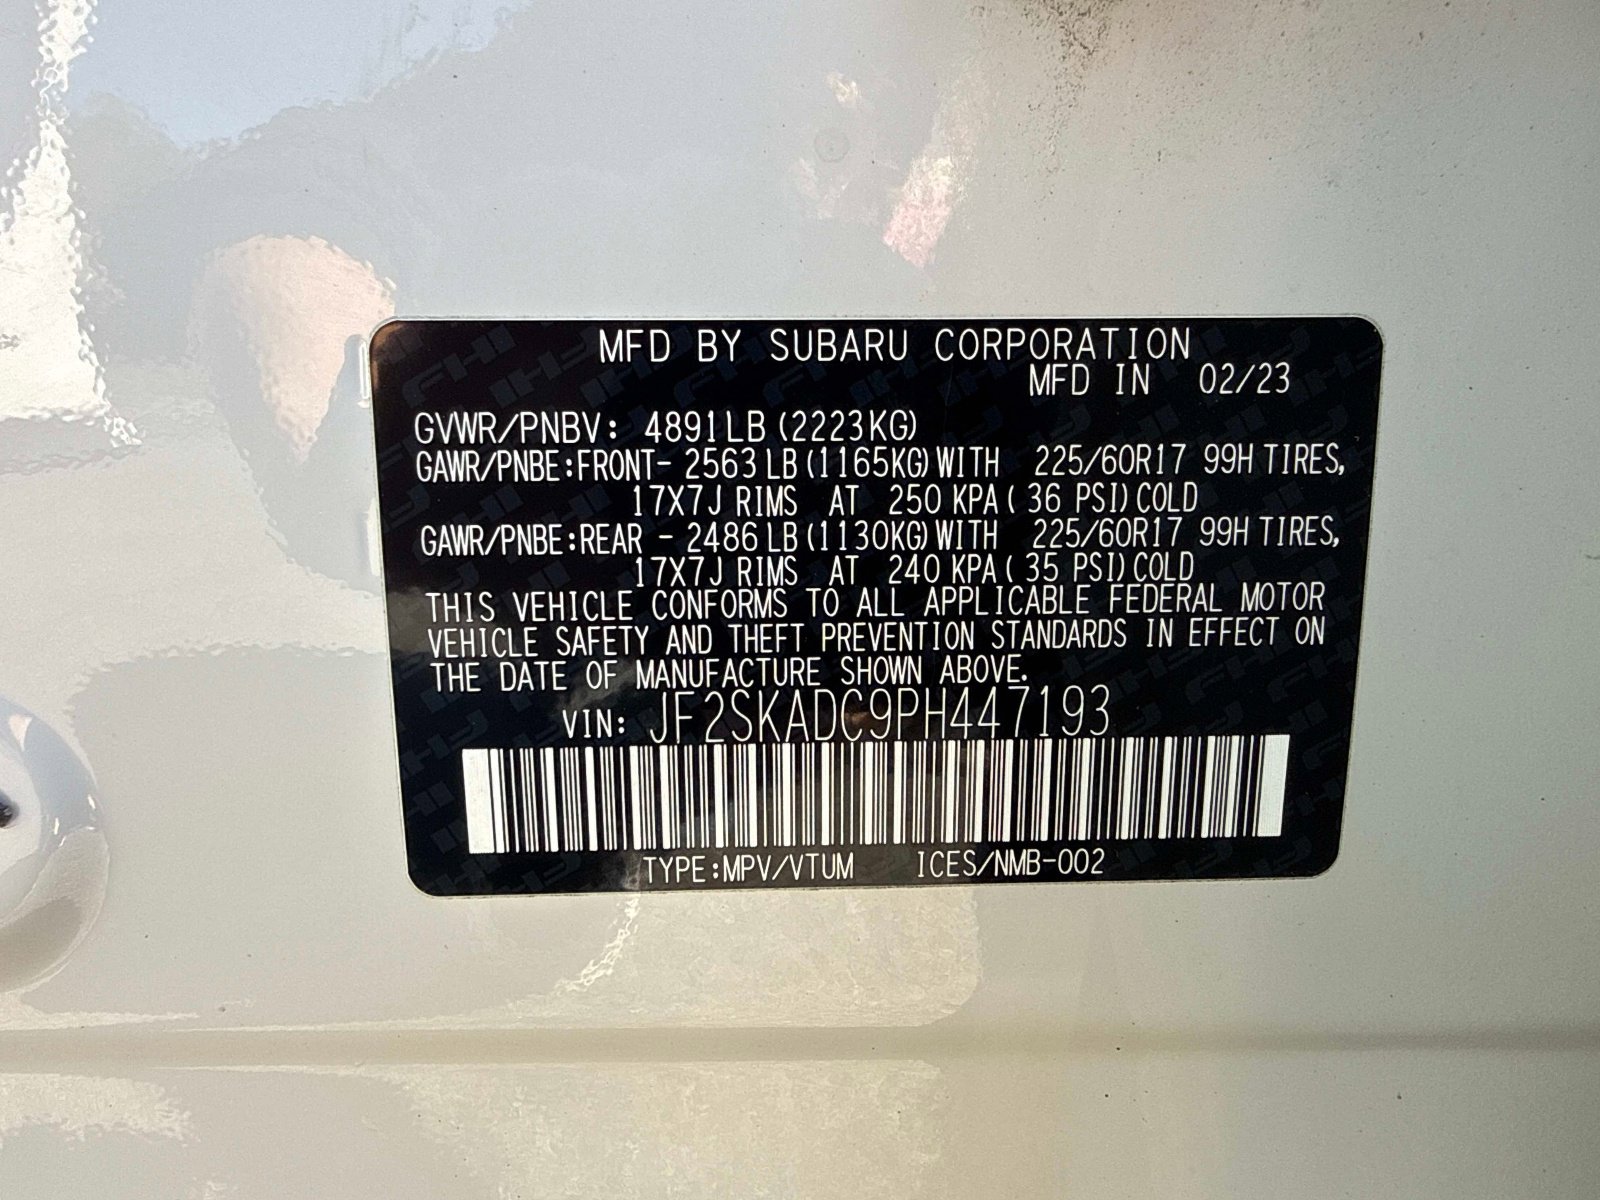 MFD BY SUBARU CORPORATION
MFD IN 02/23
GVWR/PNBV: 4891LB (2223KG)
GAWR/PNBE:FRONT- 2563 LB (1165KG) WITH 225/60R17 99H TIRES,
17X7J RIMS AT 250 KPA ( 36 PSI) COLD
GAWR/PNBE:REAR - 2486 LB (1130KG) WITH 225/60R17 99H TIRES,
17X7J RIMS AT 240 KPA ( 35 PSI) COLD
THIS VEHICLE CONFORMS TO ALL APPLICABLE FEDERAL MOTOR
VEHICLE SAFETY AND THEFT PREVENTION STANDARDS IN EFFECT ON
THE DATE OF MANUFACTURE SHOWN ABOVE.
VIN: JF2SKADC9PH447193
TYPE:MPV/VTUM ICES/NMB-002